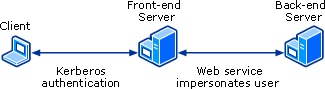 Client
Front-end
Server
Back-end
Server
Kerberos
authentication
Web service
impersonates user